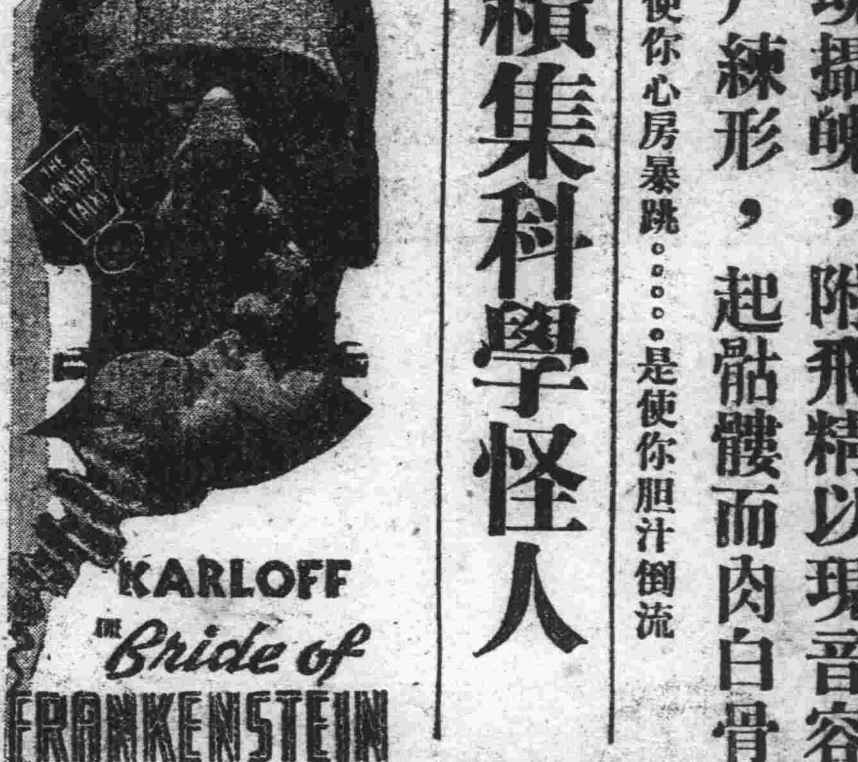 攝魄，附飛精以現音容
練形，起骷髏而肉白骨
使你心房暴跳。。。。。是使你胆汁倒流
續集科學怪人
THE
MONSTER
TALKS
KARLOFF
THE Bride of
FRANKENSTEIN